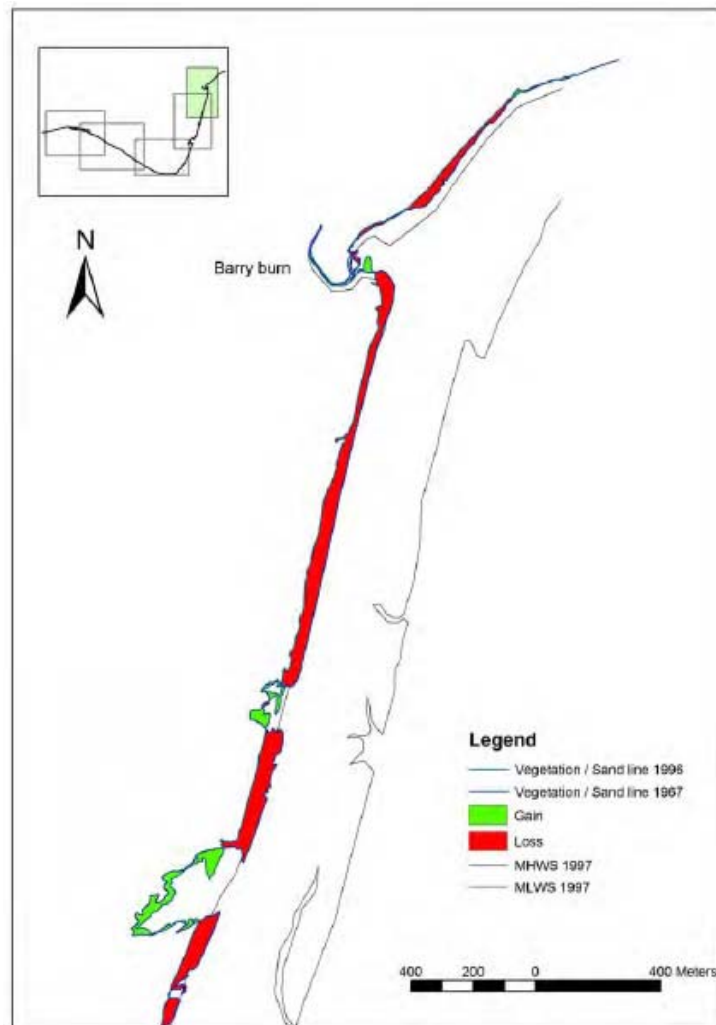 N
Barry burn
Legend
Vegetation / Sand line 1996
Vegetation / Sand line 1967
Gain
Loss
MHWS 1997
MLWS 1997
400 200 0 400 Meters